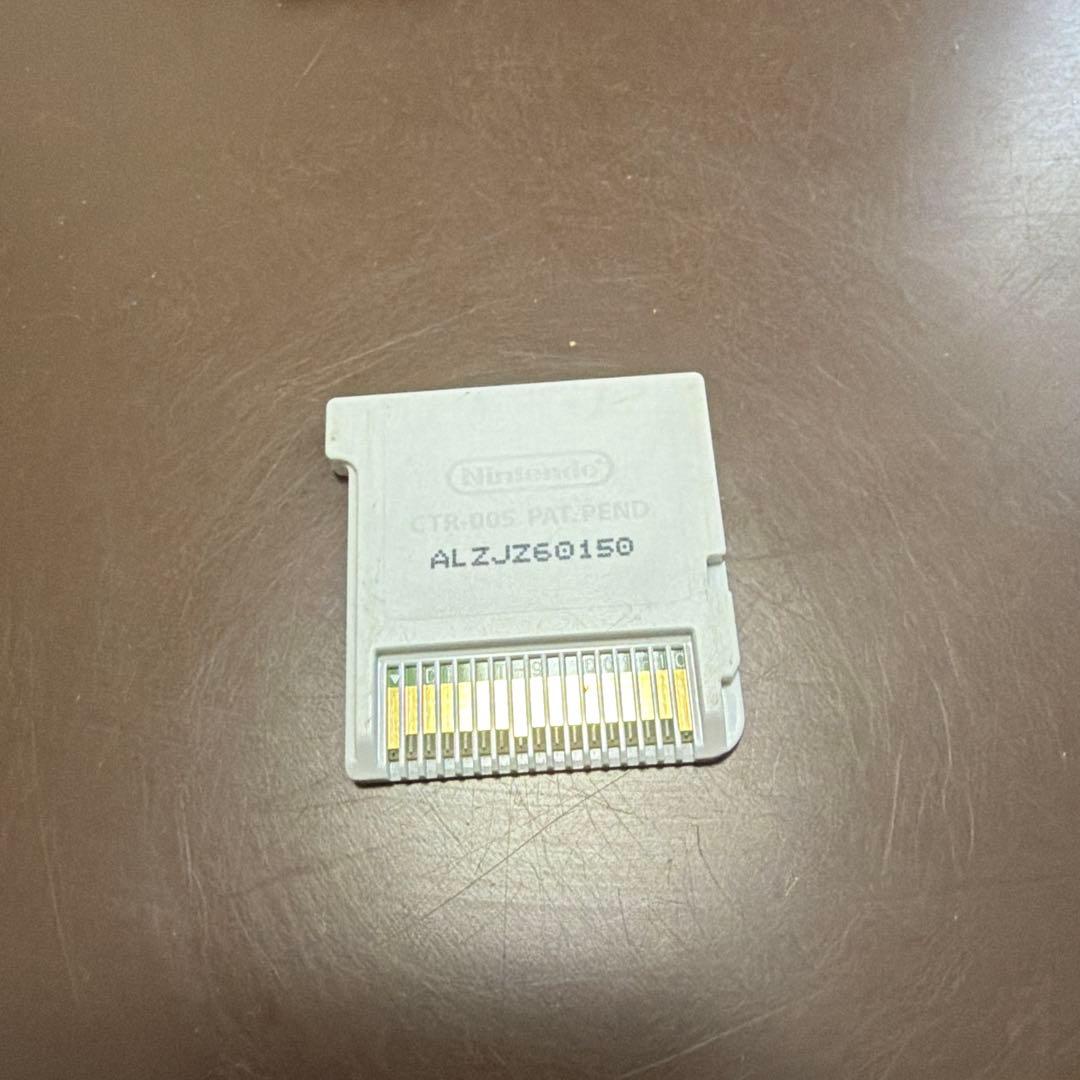 Nintendo®
CTR-005 PAT.PEND
ALZJZ60150